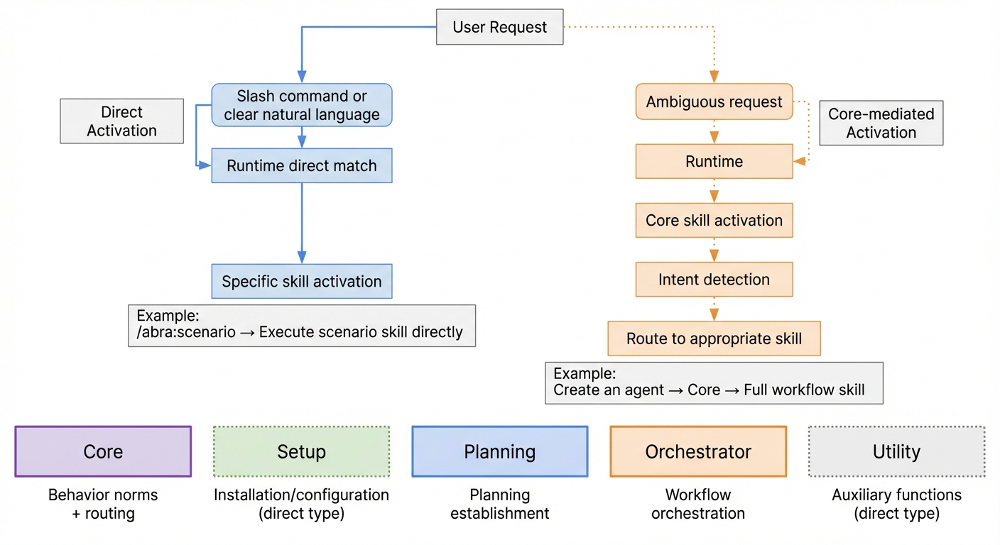 User Request
Slash command or
clear natural language
Direct
Activation
Runtime direct match
Specific skill activation
Example:
/abra:scenario → Execute scenario skill directly
Ambiguous request
Core-mediated
Activation
Runtime
Core skill activation
Intent detection
Route to appropriate skill
Example:
Create an agent → Core → Full workflow skill
Core
Behavior norms
+ routing
Setup
Installation/configuration
(direct type)
Planning
Planning
establishment
Orchestrator
Workflow
orchestration
Utility
Auxiliary functions
(direct type)